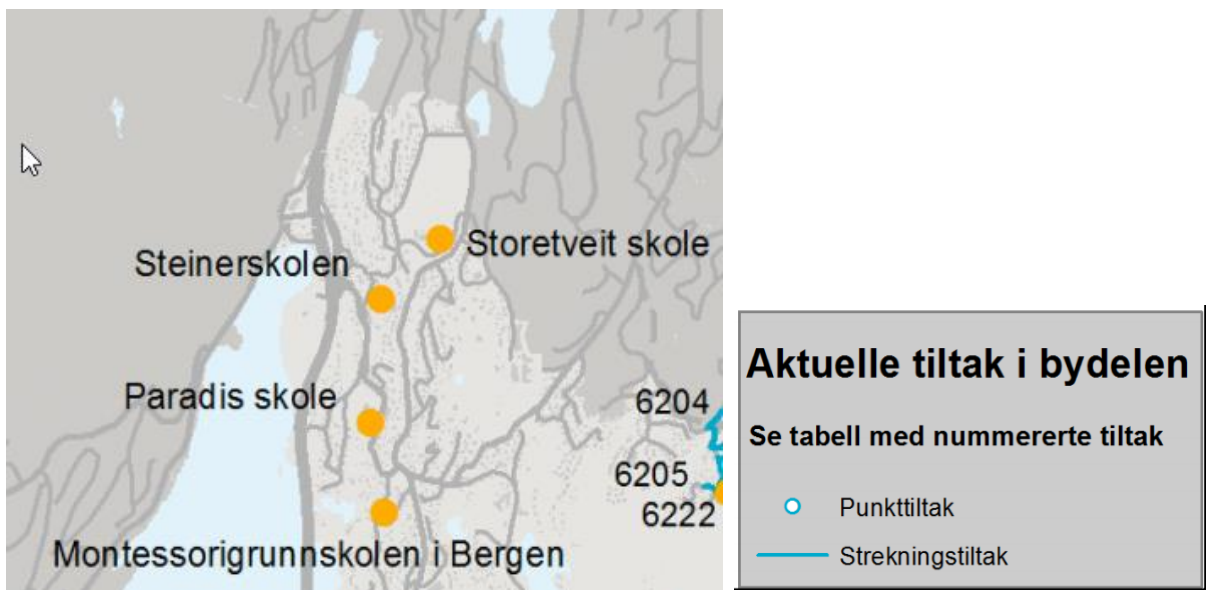 Storetveit skole
Steinerskolen
Paradis skole
6204
6205
6222
Montessorigrunnskolen i Bergen
Aktuelle tiltak i bydelen
Se tabell med nummererte tiltak
Punkttiltak
Strekningstiltak